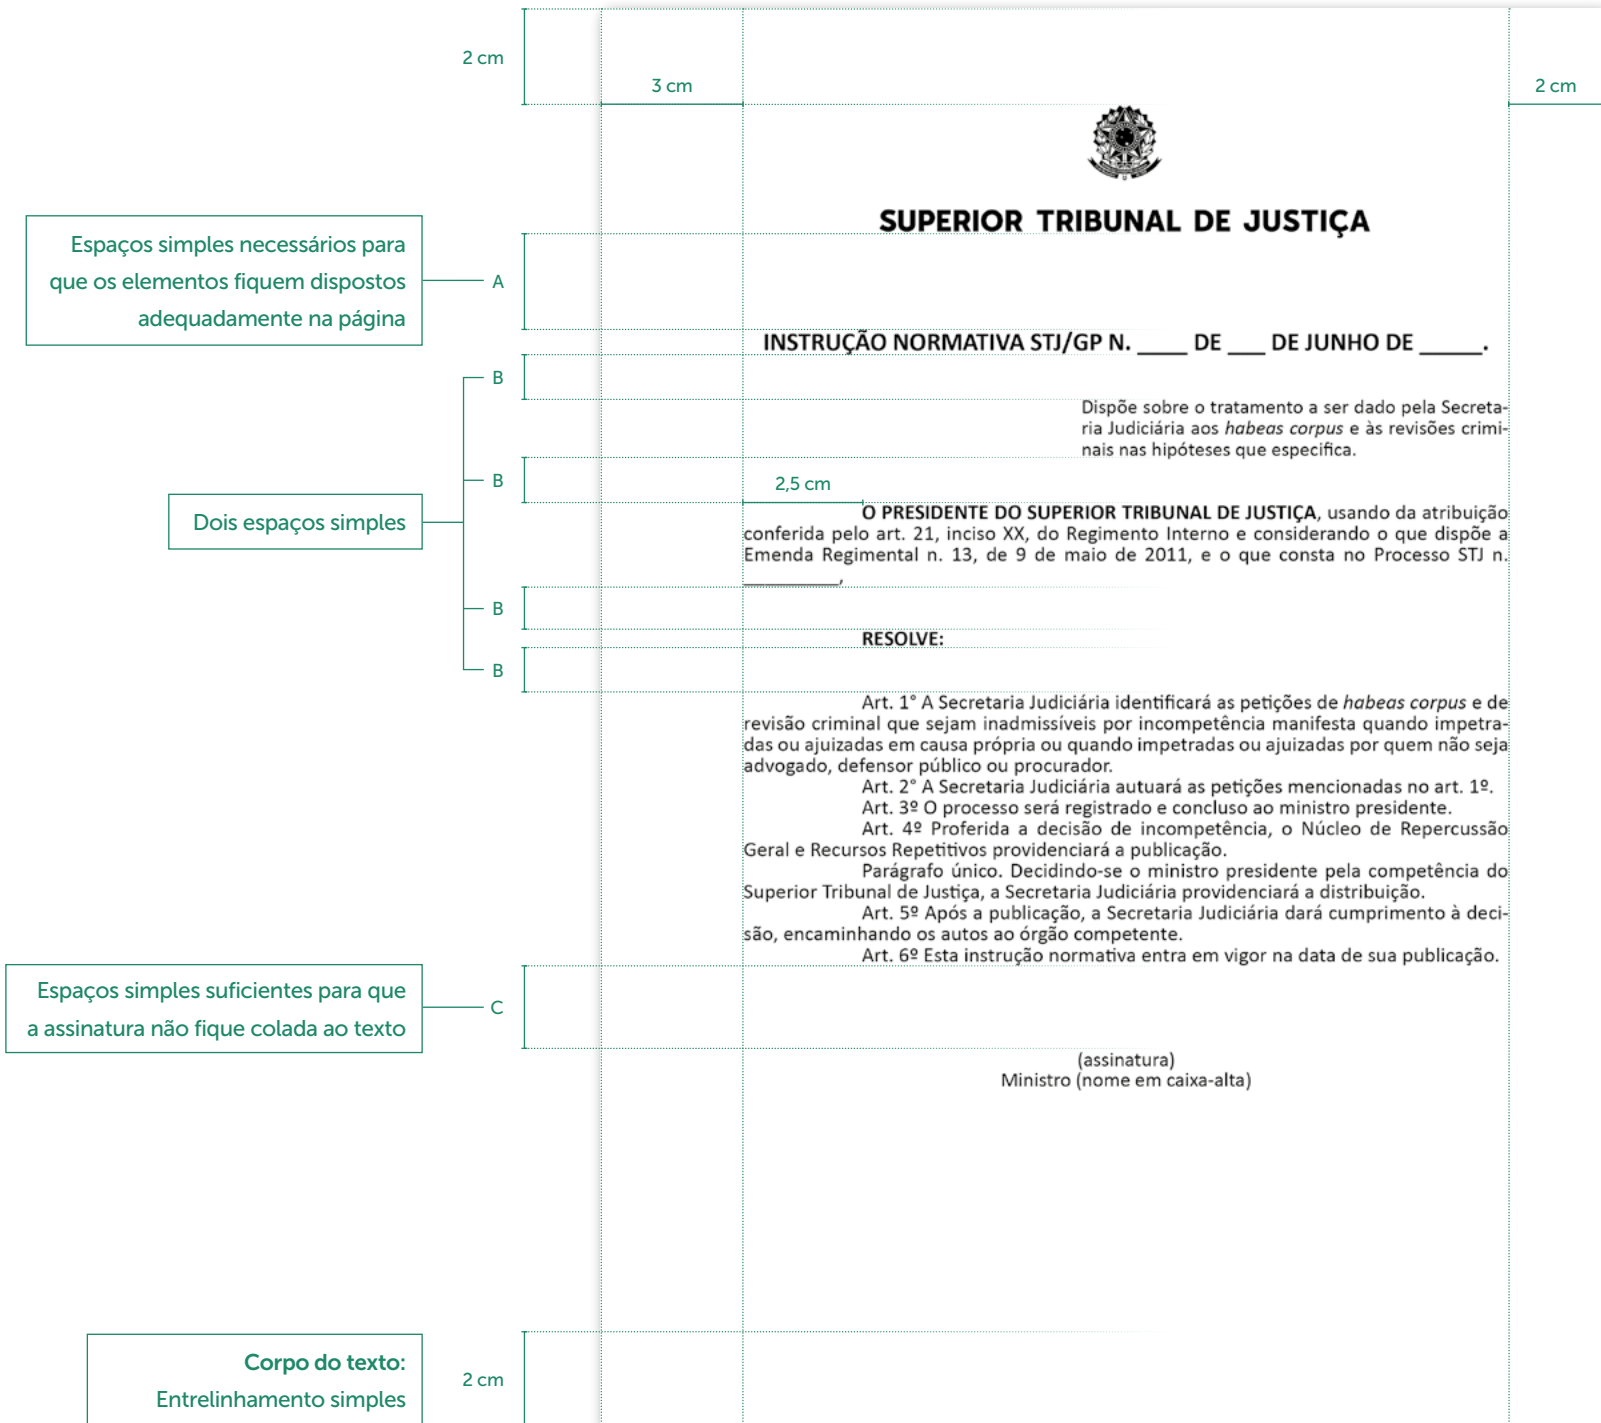 2 cm
3 cm
2 cm
SUPERIOR TRIBUNAL DE JUSTIÇA
Espaços simples necessários para
que os elementos fiquem dispostos
adequadamente na página
A
INSTRUÇÃO NORMATIVA STJ/GP N. ____ DE ___ DE JUNHO DE _____.
B
Dispõe sobre o tratamento a ser dado pela Secreta-
ria Judiciária aos habeas corpus e às revisões crimi-
nais nas hipóteses que especifica.
B
2,5 cm
Dois espaços simples
O PRESIDENTE DO SUPERIOR TRIBUNAL DE JUSTIÇA, usando da atribuição
conferida pelo art. 21, inciso XX, do Regimento Interno e considerando o que dispõe a
Emenda Regimental n. 13, de 9 de maio de 2011, e o que consta no Processo STJ n.
__________,
B
RESOLVE:
B
Art. 1° A Secretaria Judiciária identificará as petições de habeas corpus e de
revisão criminal que sejam inadmissíveis por incompetência manifesta quando impetra-
das ou ajuizadas em causa própria ou quando impetradas ou ajuizadas por quem não seja
advogado, defensor público ou procurador.
Art. 2° A Secretaria Judiciária autuará as petições mencionadas no art. 1º.
Art. 3º O processo será registrado e concluso ao ministro presidente.
Art. 4º Proferida a decisão de incompetência, o Núcleo de Repercussão
Geral e Recursos Repetitivos providenciará a publicação.
Parágrafo único. Decidindo-se o ministro presidente pela competência do
Superior Tribunal de Justiça, a Secretaria Judiciária providenciará a distribuição.
Art. 5º Após a publicação, a Secretaria Judiciária dará cumprimento à deci-
são, encaminhando os autos ao órgão competente.
Art. 6º Esta instrução normativa entra em vigor na data de sua publicação.
Espaços simples suficientes para que
a assinatura não fique colada ao texto
C
(assinatura)
Ministro (nome em caixa-alta)
Corpo do texto:
Entrelinhamento simples
2 cm